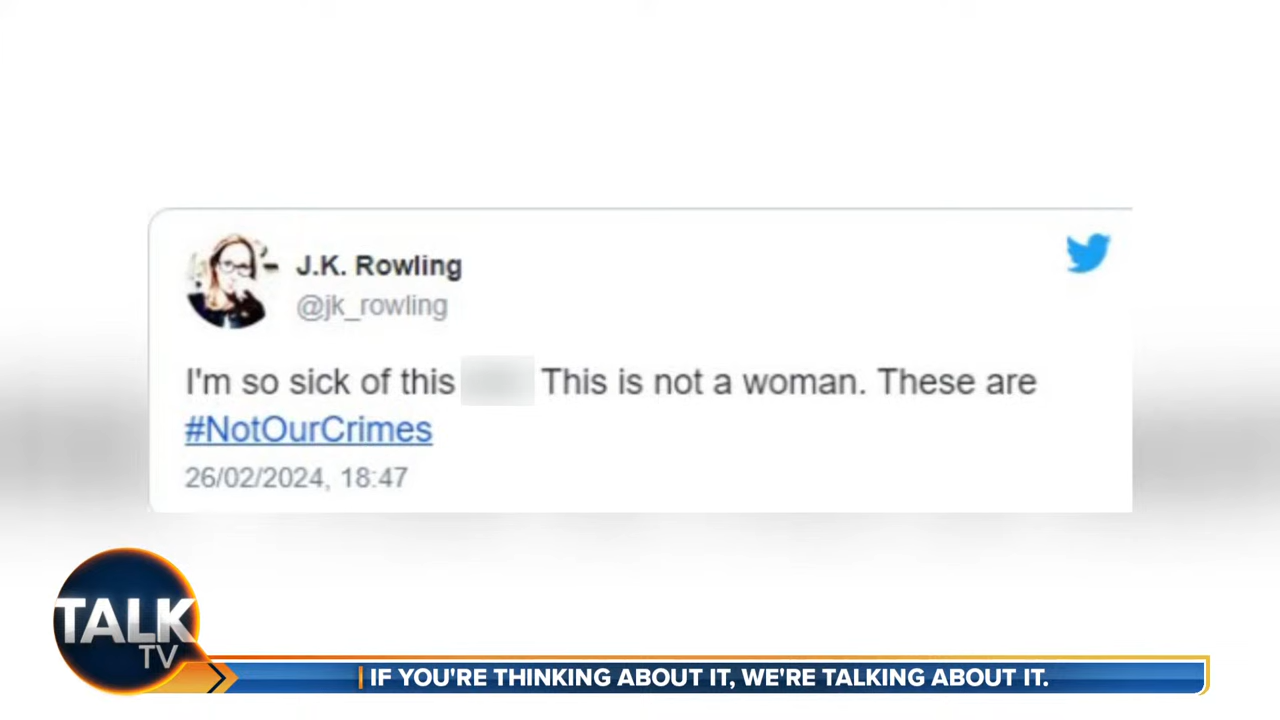 J.K. Rowling
@jk_rowling
I'm so sick of this This is not a woman. These are
#NotOurCrimes
26/02/2024, 18:47
TALK
TV
IF YOU'RE THINKING ABOUT IT, WE'RE TALKING ABOUT IT.